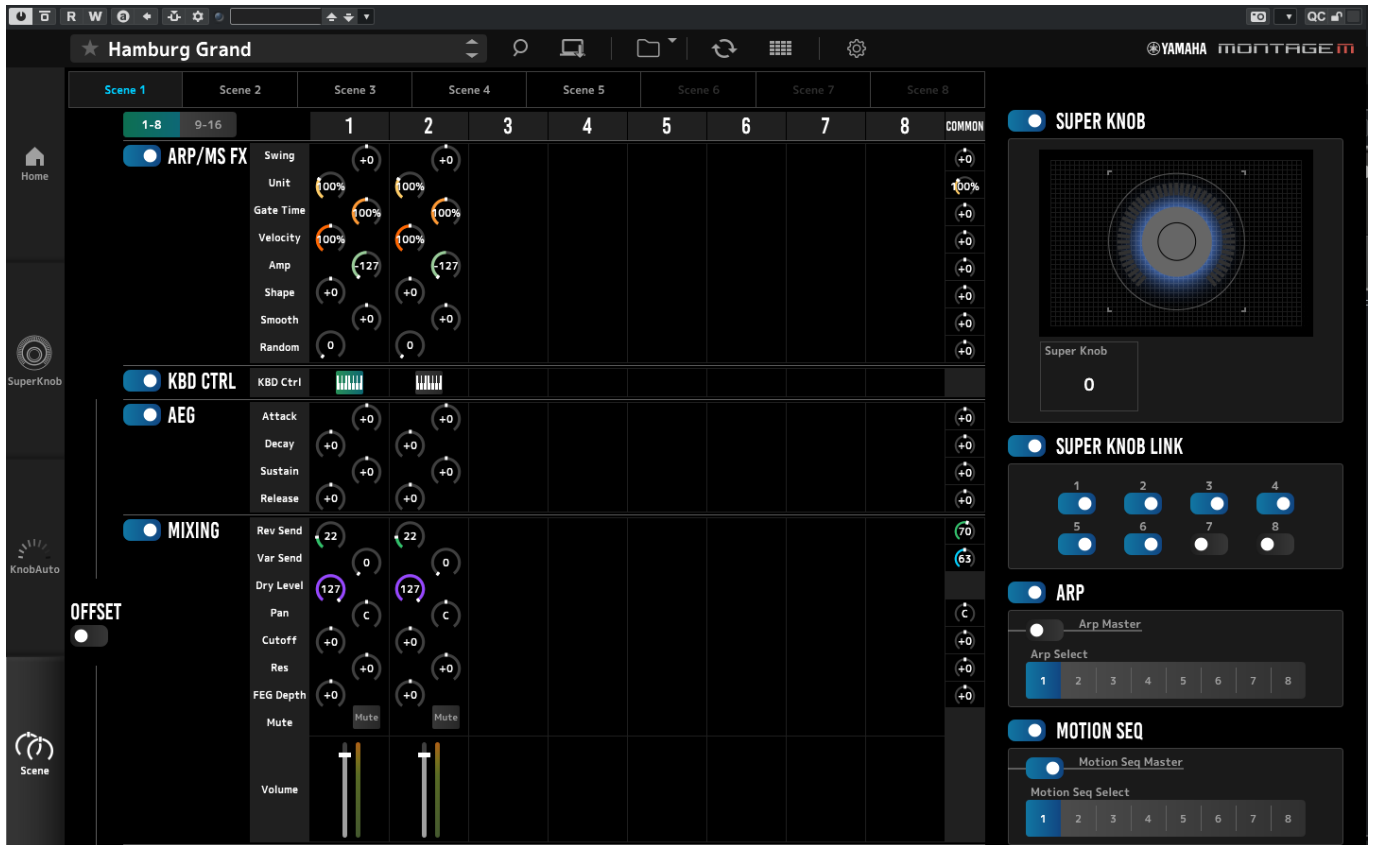 R W a QC
Hamburg Grand YAMAHA MONTAGE M
Scene 1 Scene 2 Scene 3 Scene 4 Scene 5 Scene 6 Scene 7 Scene 8
1-8 9-16 1 2 3 4 5 6 7 8 COMMON
ARP/MS FX Swing +0 +0 +0
Unit 100% 100% 100%
Gate Time 100% 100% +0
Velocity 100% 100% +0
Amp -127 -127 +0
Shape +0 +0 +0
Smooth +0 +0 +0
Random 0 0 +0
KBD CTRL KBD Ctrl
AEG Attack +0 +0 +0
Decay +0 +0 +0
Sustain +0 +0 +0
Release +0 +0 +0
MIXING Rev Send 22 22 70
Var Send 0 0 63
Dry Level 127 127
Pan C C C
Cutoff +0 +0 +0
Res +0 +0 +0
FEG Depth +0 +0 +0
Mute Mute Mute
Volume
OFFSET
Home
SuperKnob
KnobAuto
Scene
SUPER KNOB
Super Knob
0
SUPER KNOB LINK
1 2 3 4
5 6 7 8
ARP
Arp Master
Arp Select
1 2 3 4 5 6 7 8
MOTION SEQ
Motion Seq Master
Motion Seq Select
1 2 3 4 5 6 7 8